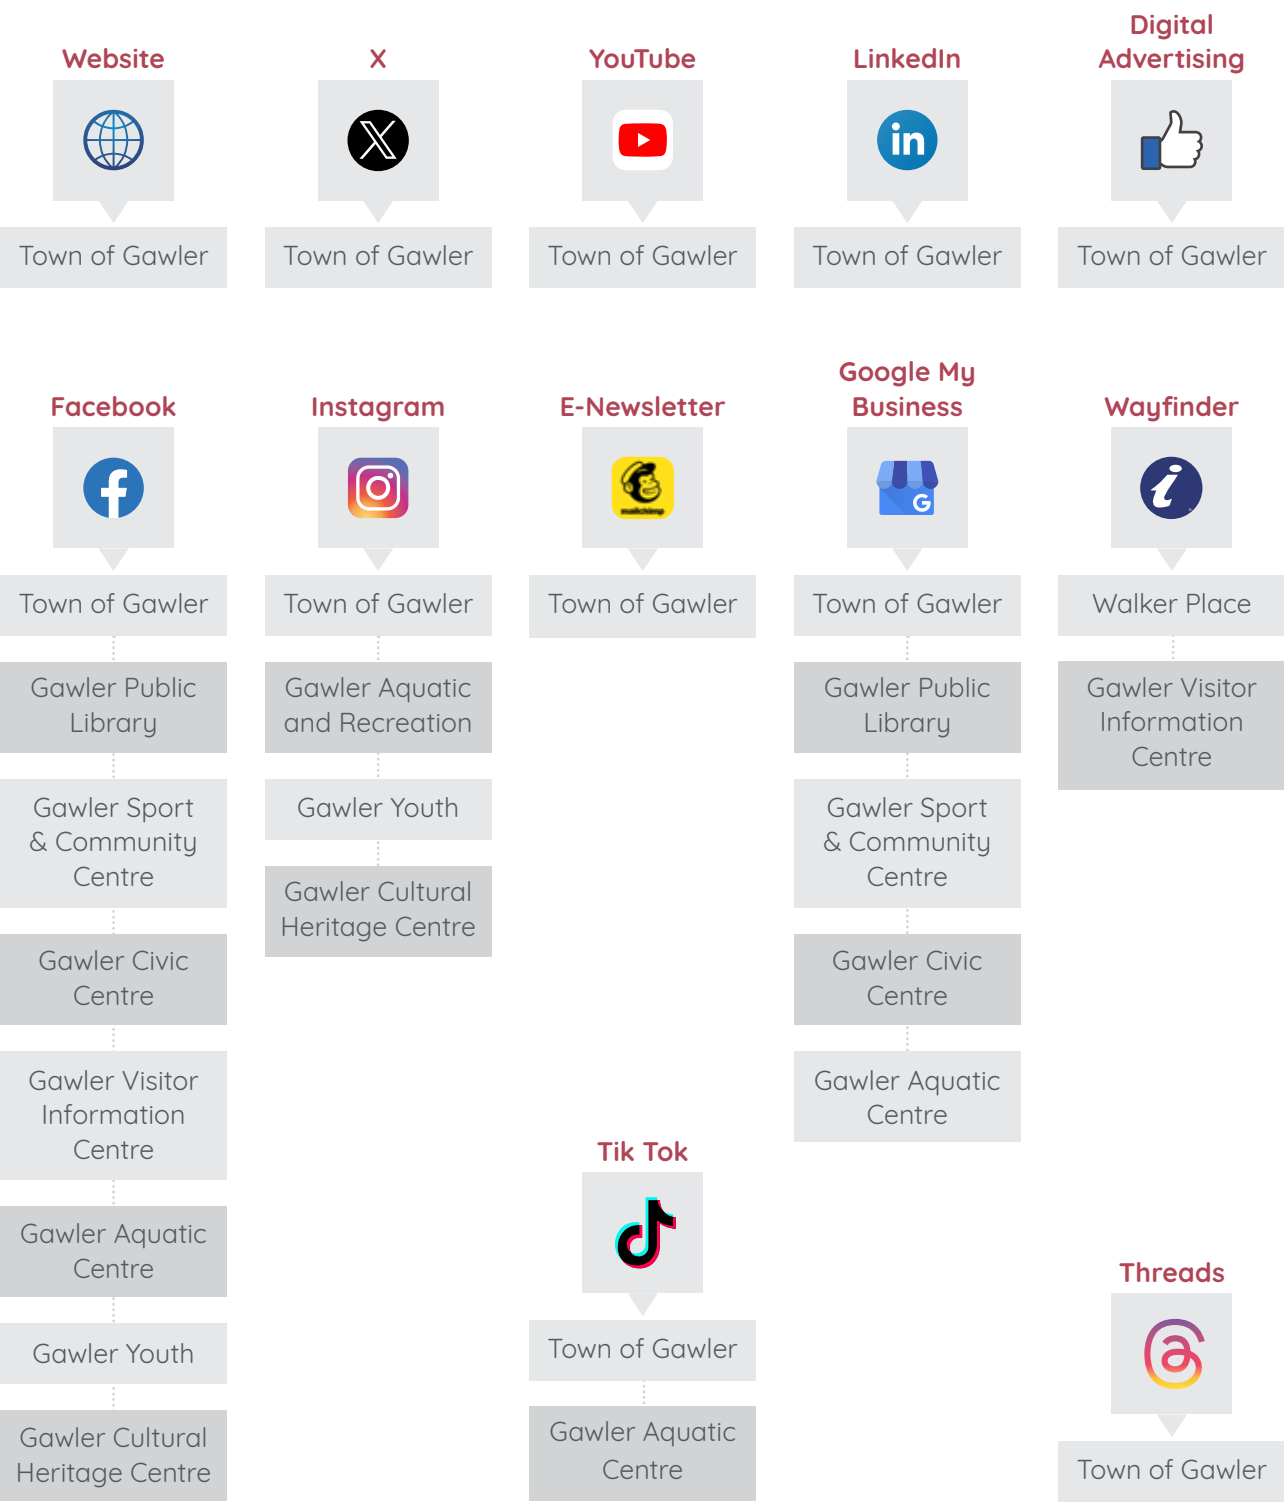 Website
Town of Gawler
X
Town of Gawler
YouTube
Town of Gawler
LinkedIn
in
Town of Gawler
Digital
Advertising
Town of Gawler
Facebook
Town of Gawler
Gawler Public
Library
Gawler Sport
& Community
Centre
Gawler Civic
Centre
Gawler Visitor
Information
Centre
Gawler Aquatic
Centre
Gawler Youth
Gawler Cultural
Heritage Centre
Instagram
Town of Gawler
Gawler Aquatic
and Recreation
Gawler Youth
Gawler Cultural
Heritage Centre
E-Newsletter
mailchimp
Town of Gawler
Google My
Business
G
Town of Gawler
Gawler Public
Library
Gawler Sport
& Community
Centre
Gawler Civic
Centre
Gawler Aquatic
Centre
Wayfinder
i
Walker Place
Gawler Visitor
Information
Centre
Tik Tok
Town of Gawler
Gawler Aquatic
Centre
Threads
Town of Gawler